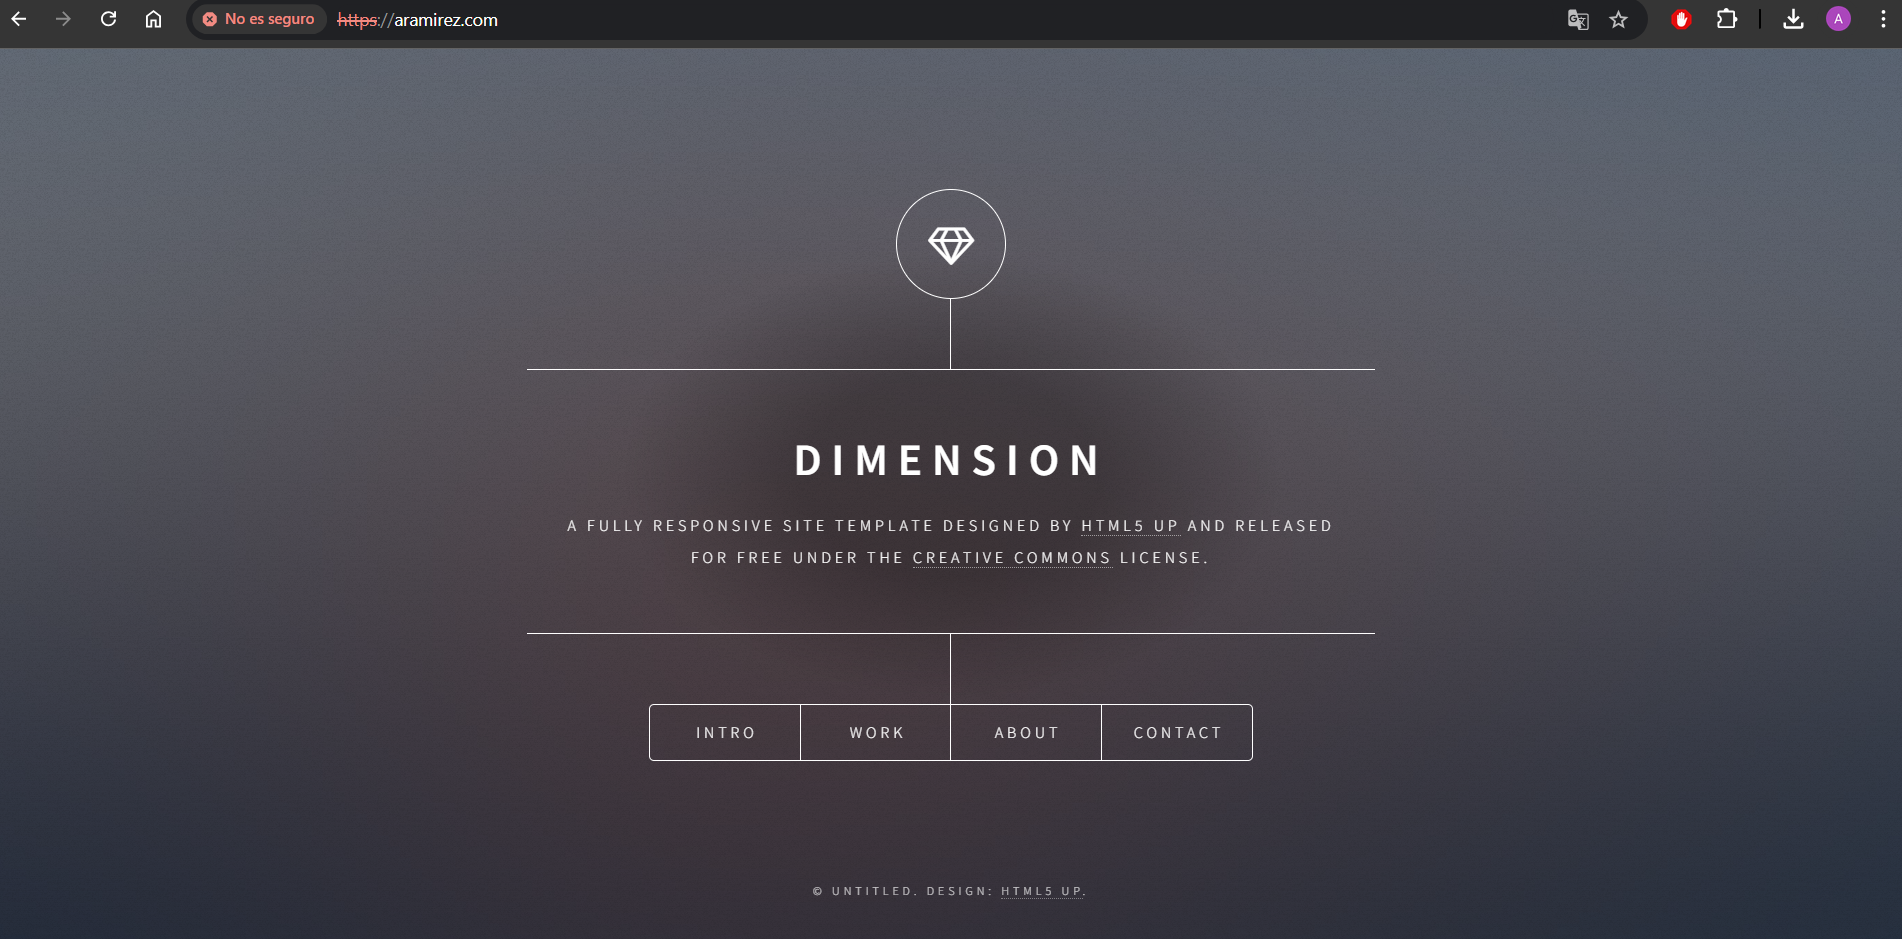 No es seguro https://aramirez.com A
DIMENSION
A FULLY RESPONSIVE SITE TEMPLATE DESIGNED BY HTML5 UP AND RELEASED
FOR FREE UNDER THE CREATIVE COMMONS LICENSE.
INTRO WORK ABOUT CONTACT
© UNTITLED. DESIGN: HTML5 UP.